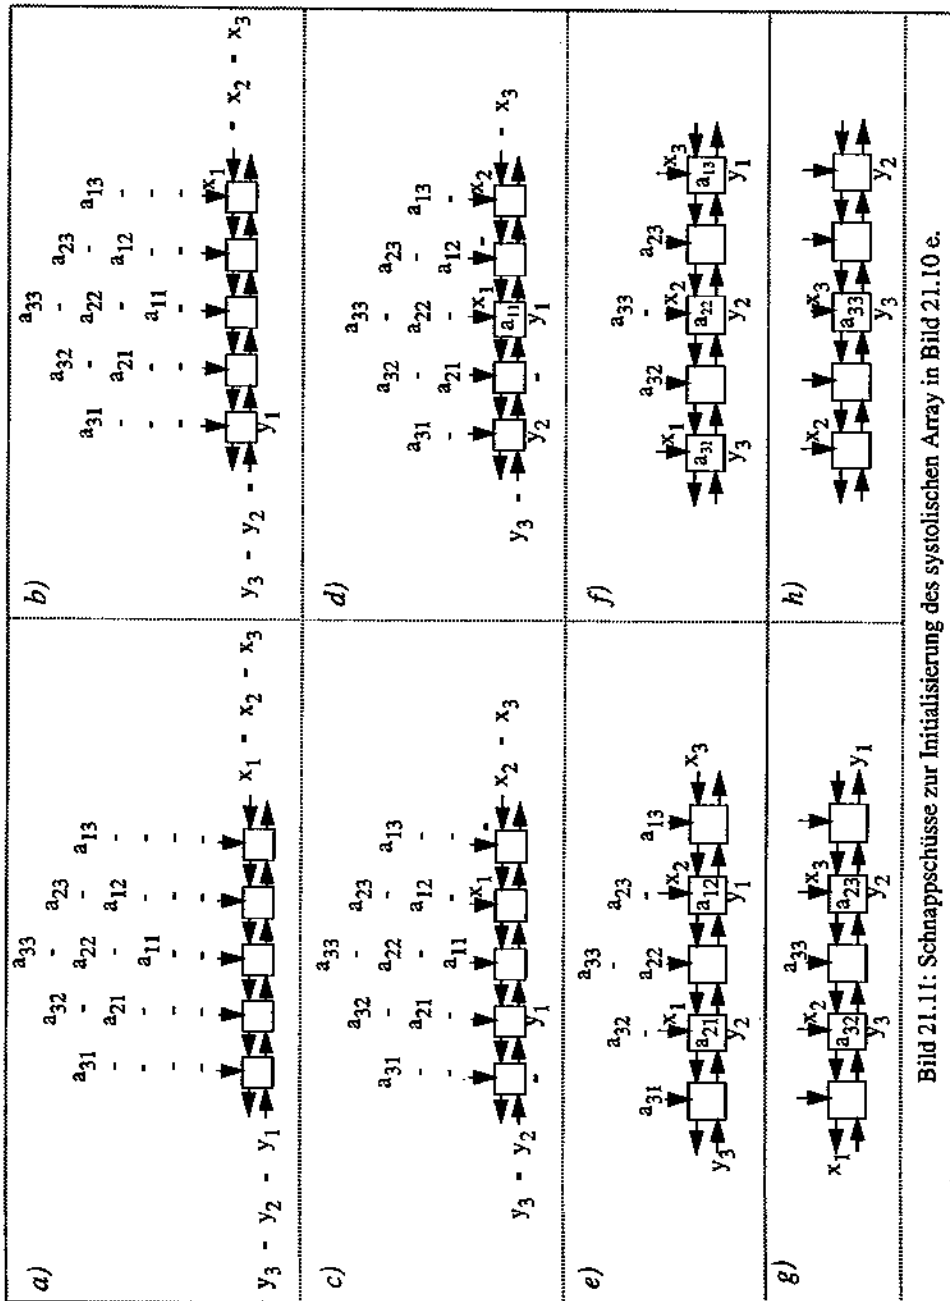 a)
a33
a32 - a23
a31 - a22 - a13
- a21 - a12 -
- - a11 - -
- - - - -
- - - - -
y3 - y2 - y1 x1 - x2 - x3
b)
a33
a32 - a23
a31 - a22 - a13
- a21 - a12 -
- - a11 - -
- - - - -
x1
y3 - y2 - - x2 - x3
y1
c)
a33
a32 - a23
a31 - a22 - a13
- a21 - a12 -
- - a11 - -
x1 -
y3 - y2 x2 - x3
- y1
d)
a33
a32 - a23
a31 - a22 - a13
- a21 - a12 -
x1 - x2
y3 - a11 - x3
y2 - y1
e)
a33
a32 - a23
a31 - a22 - a13
x1 x2
y3 a21 a12 x3
y2 y1
f)
a33
a32 - a23
x1 x2 x3
a32 a22 a13
y3 y2 y1
g)
a33
x2 x3
x1 a32 a23 y1
y3 y2
h)
x2 x3
a33
y3 y2
Bild 21.11: Schnappschüsse zur Initialisierung des systolischen Array in Bild 21.10 e.